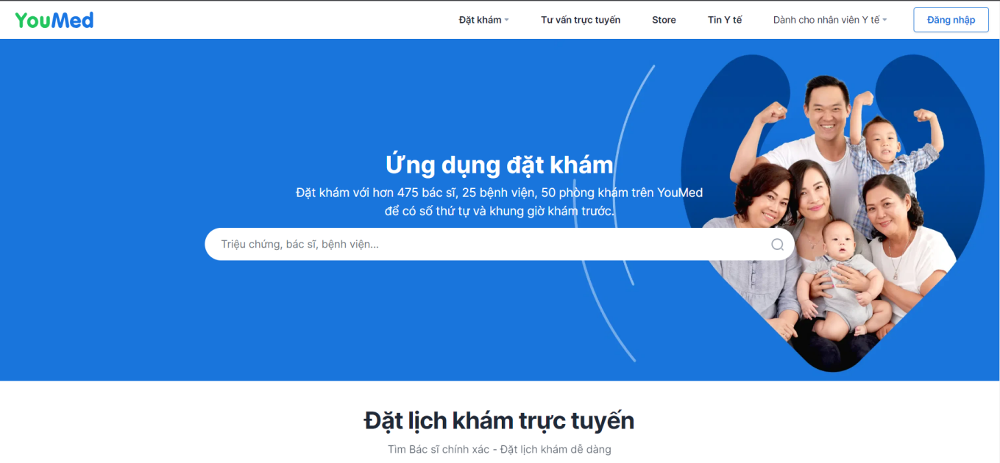 YouMed
Đặt khám
Tư vấn trực tuyến
Store
Tin Y tế
Dành cho nhân viên Y tế
Đăng nhập
Ứng dụng đặt khám
Đặt khám với hơn 475 bác sĩ, 25 bệnh viện, 50 phòng khám trên YouMed
để có số thứ tự và khung giờ khám trước.
Triệu chứng, bác sĩ, bệnh viện...
Đặt lịch khám trực tuyến
Tìm Bác sĩ chính xác - Đặt lịch khám dễ dàng